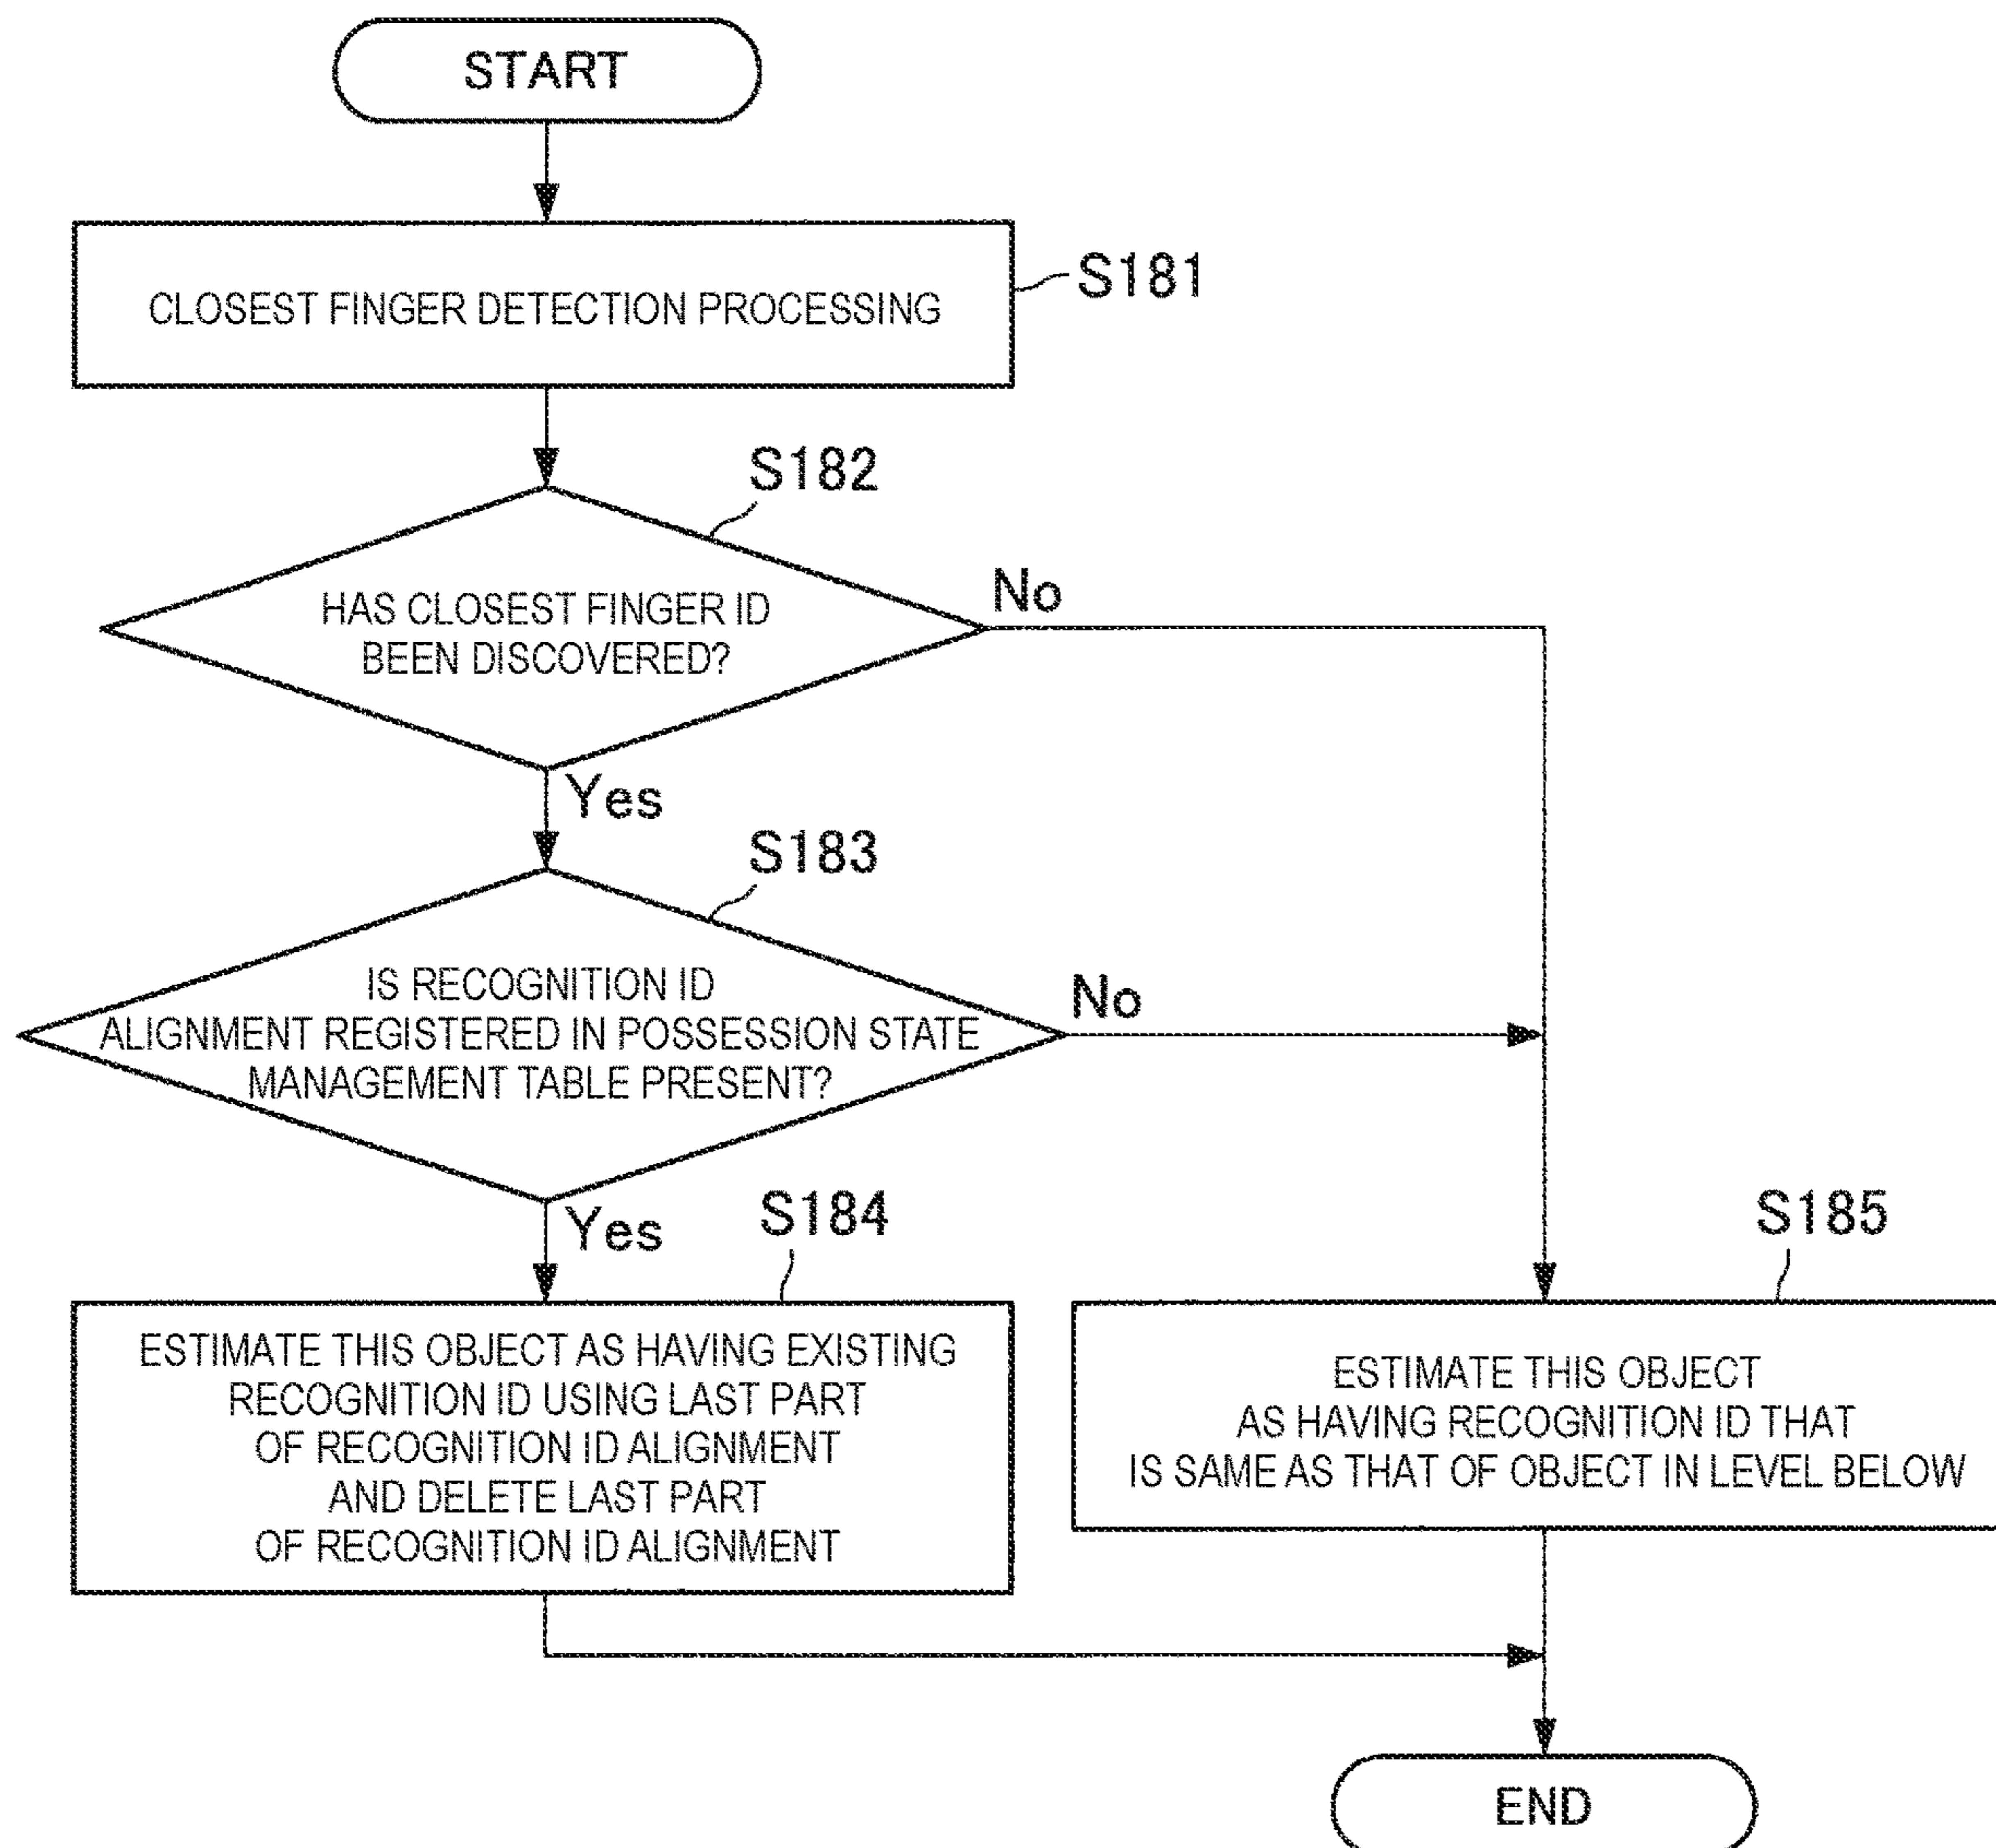 START
CLOSEST FINGER DETECTION PROCESSING
S181
S182
HAS CLOSEST FINGER ID
BEEN DISCOVERED?
No
Yes
S183
IS RECOGNITION ID
ALIGNMENT REGISTERED IN POSSESSION STATE
MANAGEMENT TABLE PRESENT?
No
Yes
S184
ESTIMATE THIS OBJECT AS HAVING EXISTING
RECOGNITION ID USING LAST PART
OF RECOGNITION ID ALIGNMENT
AND DELETE LAST PART
OF RECOGNITION ID ALIGNMENT
S185
ESTIMATE THIS OBJECT
AS HAVING RECOGNITION ID THAT
IS SAME AS THAT OF OBJECT IN LEVEL BELOW
END